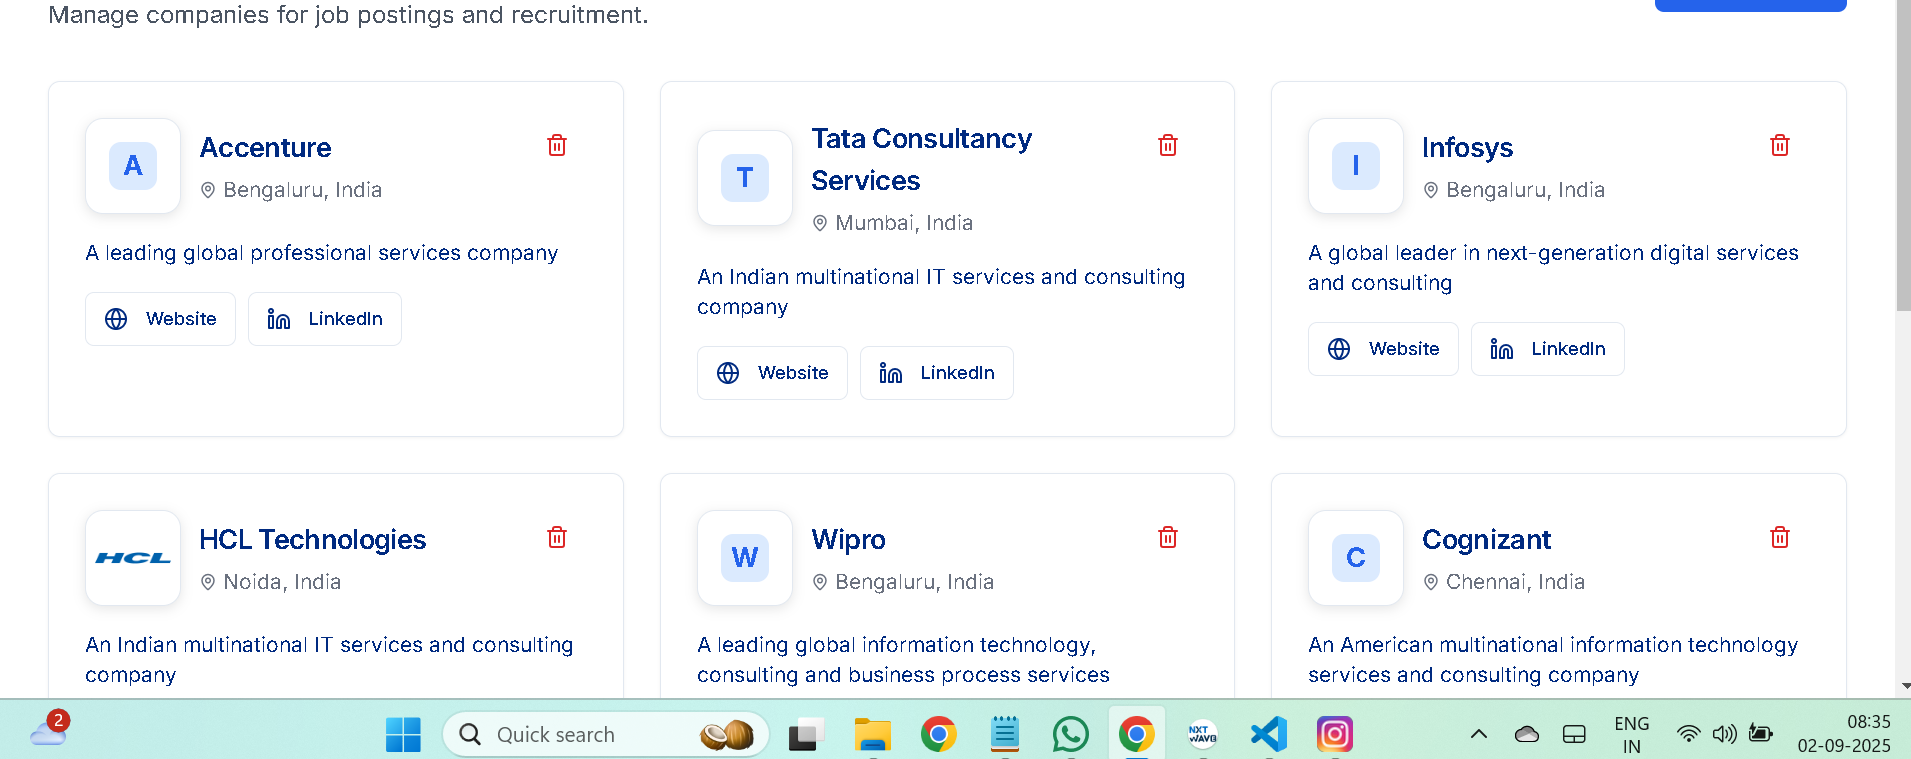 Manage companies for job postings and recruitment.
A
Accenture
Bengaluru, India
A leading global professional services company
Website
LinkedIn
T
Tata Consultancy
Services
Mumbai, India
An Indian multinational IT services and consulting
company
Website
LinkedIn
I
Infosys
Bengaluru, India
A global leader in next-generation digital services
and consulting
Website
LinkedIn
HCL
HCL Technologies
Noida, India
An Indian multinational IT services and consulting
company
W
Wipro
Bengaluru, India
A leading global information technology,
consulting and business process services
C
Cognizant
Chennai, India
An American multinational information technology
services and consulting company
2
Quick search
NXT
WAVE
ENG
IN
08:35
02-09-2025